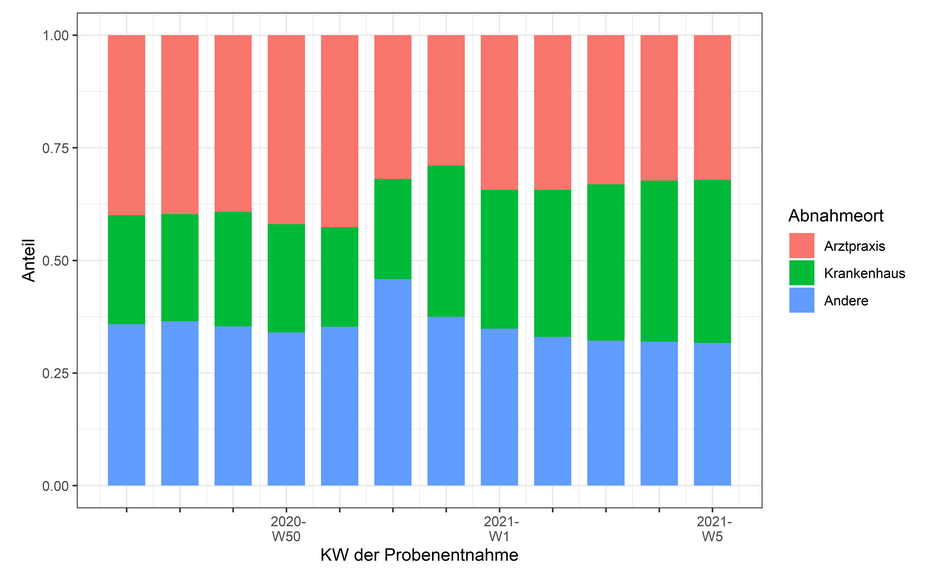 1.00
0.75
0.50
0.25
0.00
Anteil
2020-
W50
2021-
W1
2021-
W5
KW der Probenentnahme
Abnahmeort
Arztpraxis
Krankenhaus
Andere